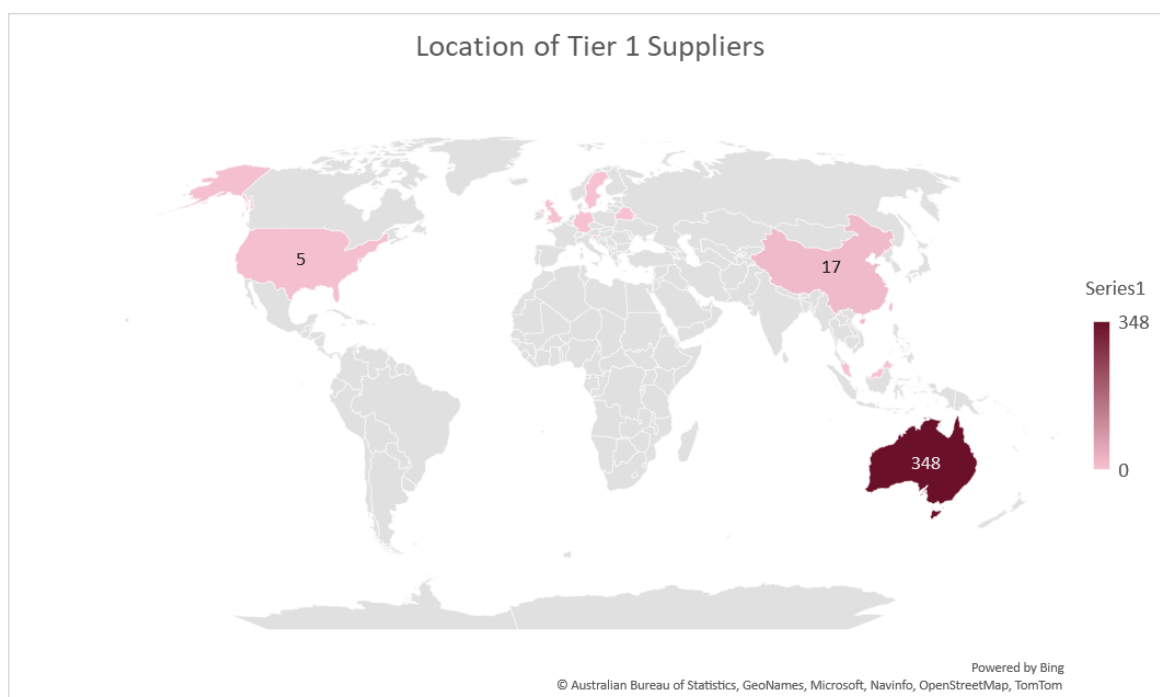 Location of Tier 1 Suppliers
5
17
Series1
348
348
0
Powered by Bing
© Australian Bureau of Statistics, GeoNames, Microsoft, Navinfo, OpenStreetMap, TomTom